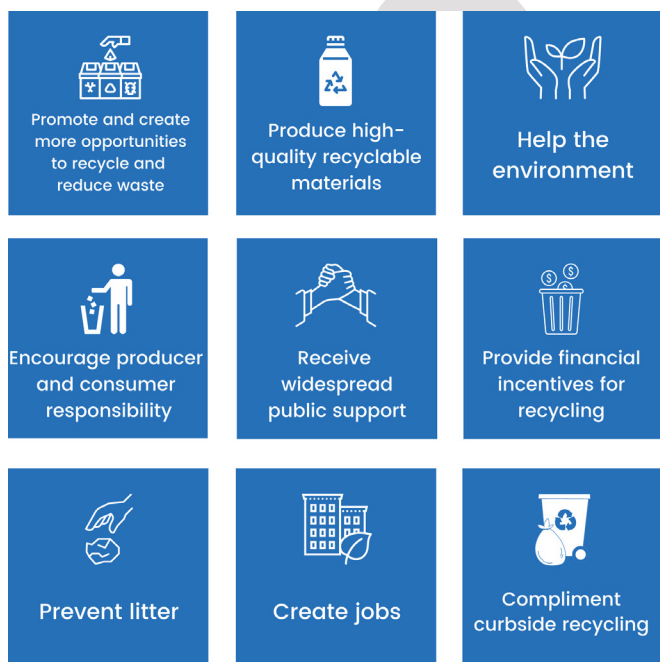 Promote and create
more opportunities
to recycle and
reduce waste
Produce high-
quality recyclable
materials
Help the
environment
Encourage producer
and consumer
responsibility
Receive
widespread
public support
Provide financial
incentives for
recycling
Prevent litter
Create jobs
Compliment
curbside recycling